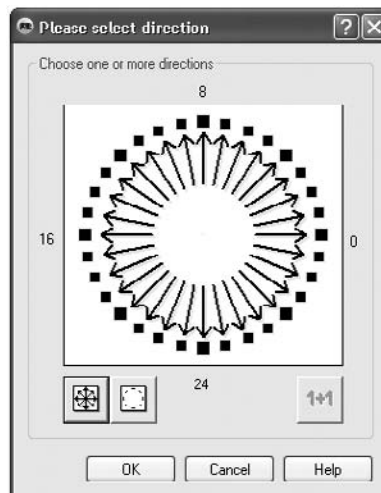 Please select direction
Choose one or more directions
8
16
0
24
1+1
OK
Cancel
Help